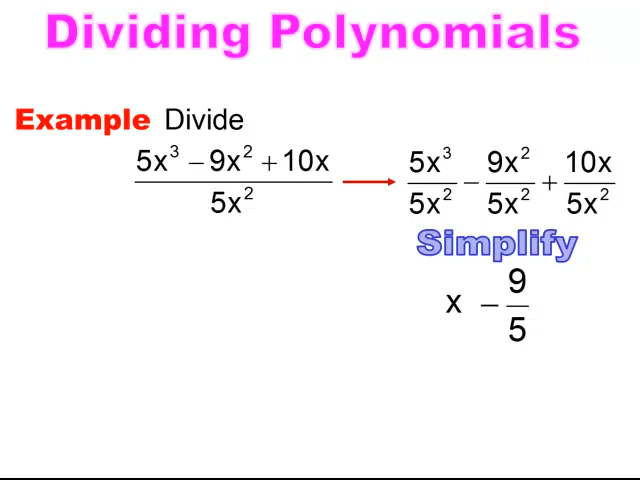 Dividing Polynomials
Example Divide
(5x³ − 9x² + 10x)/(5x²) → 5x³/5x² − 9x²/5x² + 10x/5x²
Simplify
x − 9/5